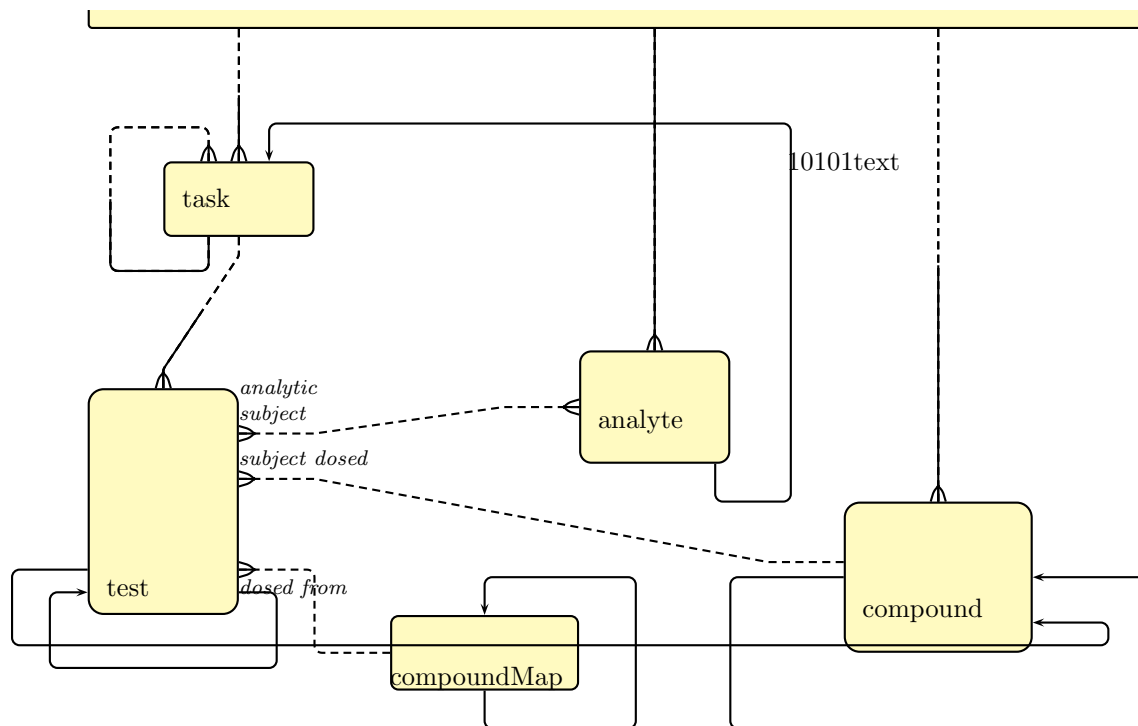 10101text
task
analytic
subject
analyte
subject dosed
test
dosed from
compound
compoundMap